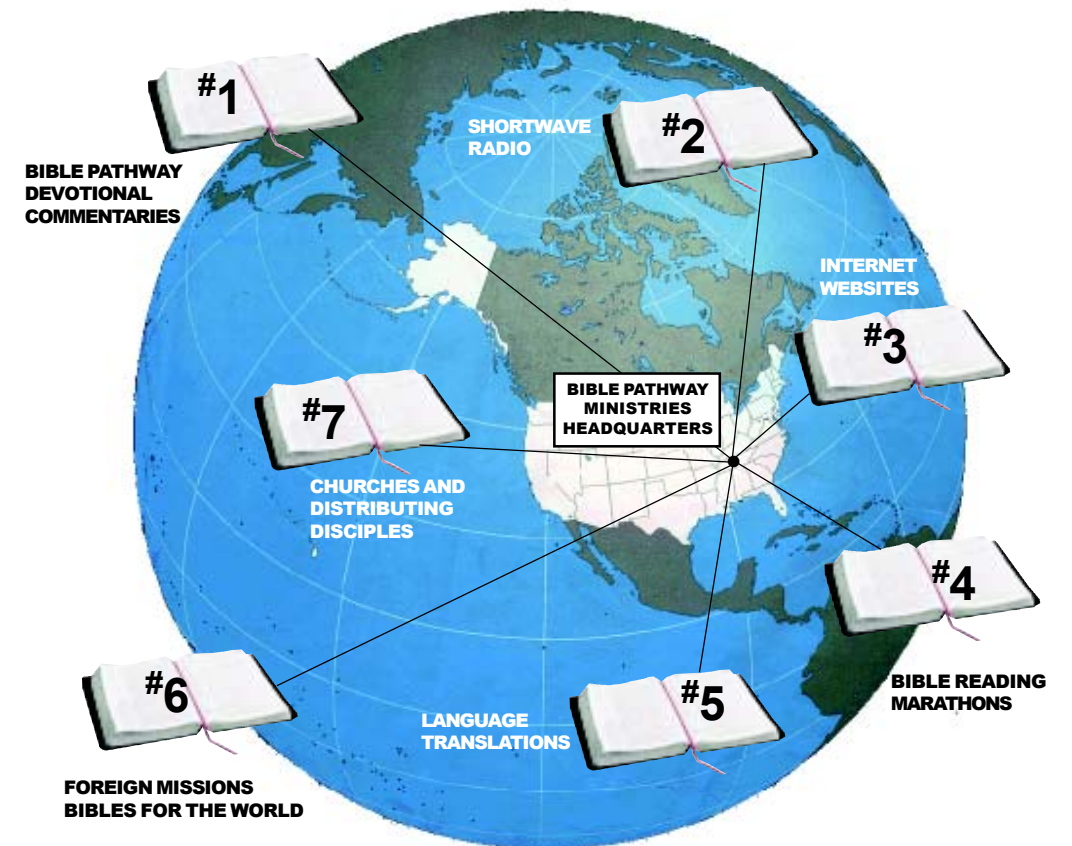 #1
BIBLE PATHWAY
DEVOTIONAL
COMMENTARIES
SHORTWAVE
RADIO
#2
INTERNET
WEBSITES
#3
BIBLE PATHWAY
MINISTRIES
HEADQUARTERS
#7
CHURCHES AND
DISTRIBUTING
DISCIPLES
#4
BIBLE READING
MARATHONS
#5
LANGUAGE
TRANSLATIONS
#6
FOREIGN MISSIONS
BIBLES FOR THE WORLD